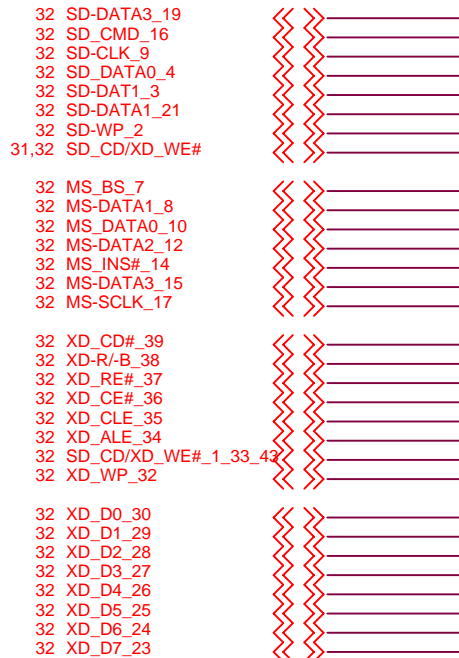 32 SD-DATA3_19
32 SD_CMD_16
32 SD-CLK_9
32 SD_DATA0_4
32 SD-DAT1_3
32 SD-DATA1_21
32 SD-WP_2
31,32 SD_CD/XD_WE#
32 MS_BS_7
32 MS-DATA1_8
32 MS_DATA0_10
32 MS-DATA2_12
32 MS_INS#_14
32 MS-DATA3_15
32 MS-SCLK_17
32 XD_CD#_39
32 XD-R/-B_38
32 XD_RE#_37
32 XD_CE#_36
32 XD_CLE_35
32 XD_ALE_34
32 SD_CD/XD_WE#_1_33_43
32 XD_WP_32
32 XD_D0_30
32 XD_D1_29
32 XD_D2_28
32 XD_D3_27
32 XD_D4_26
32 XD_D5_25
32 XD_D6_24
32 XD_D7_23